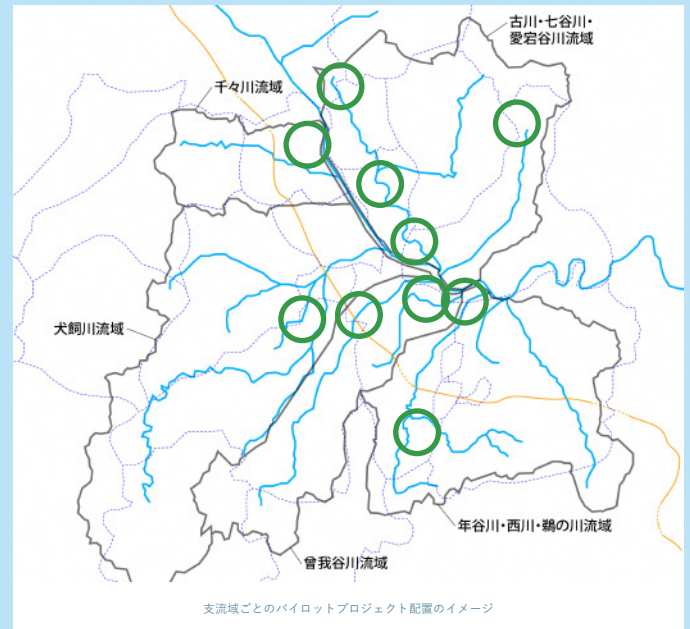 古川・七谷川・
愛宕谷川流域
千々川流域
犬飼川流域
年谷川・西川・鵜の川流域
曾我谷川流域
支流域ごとのパイロットプロジェクト配置のイメージ